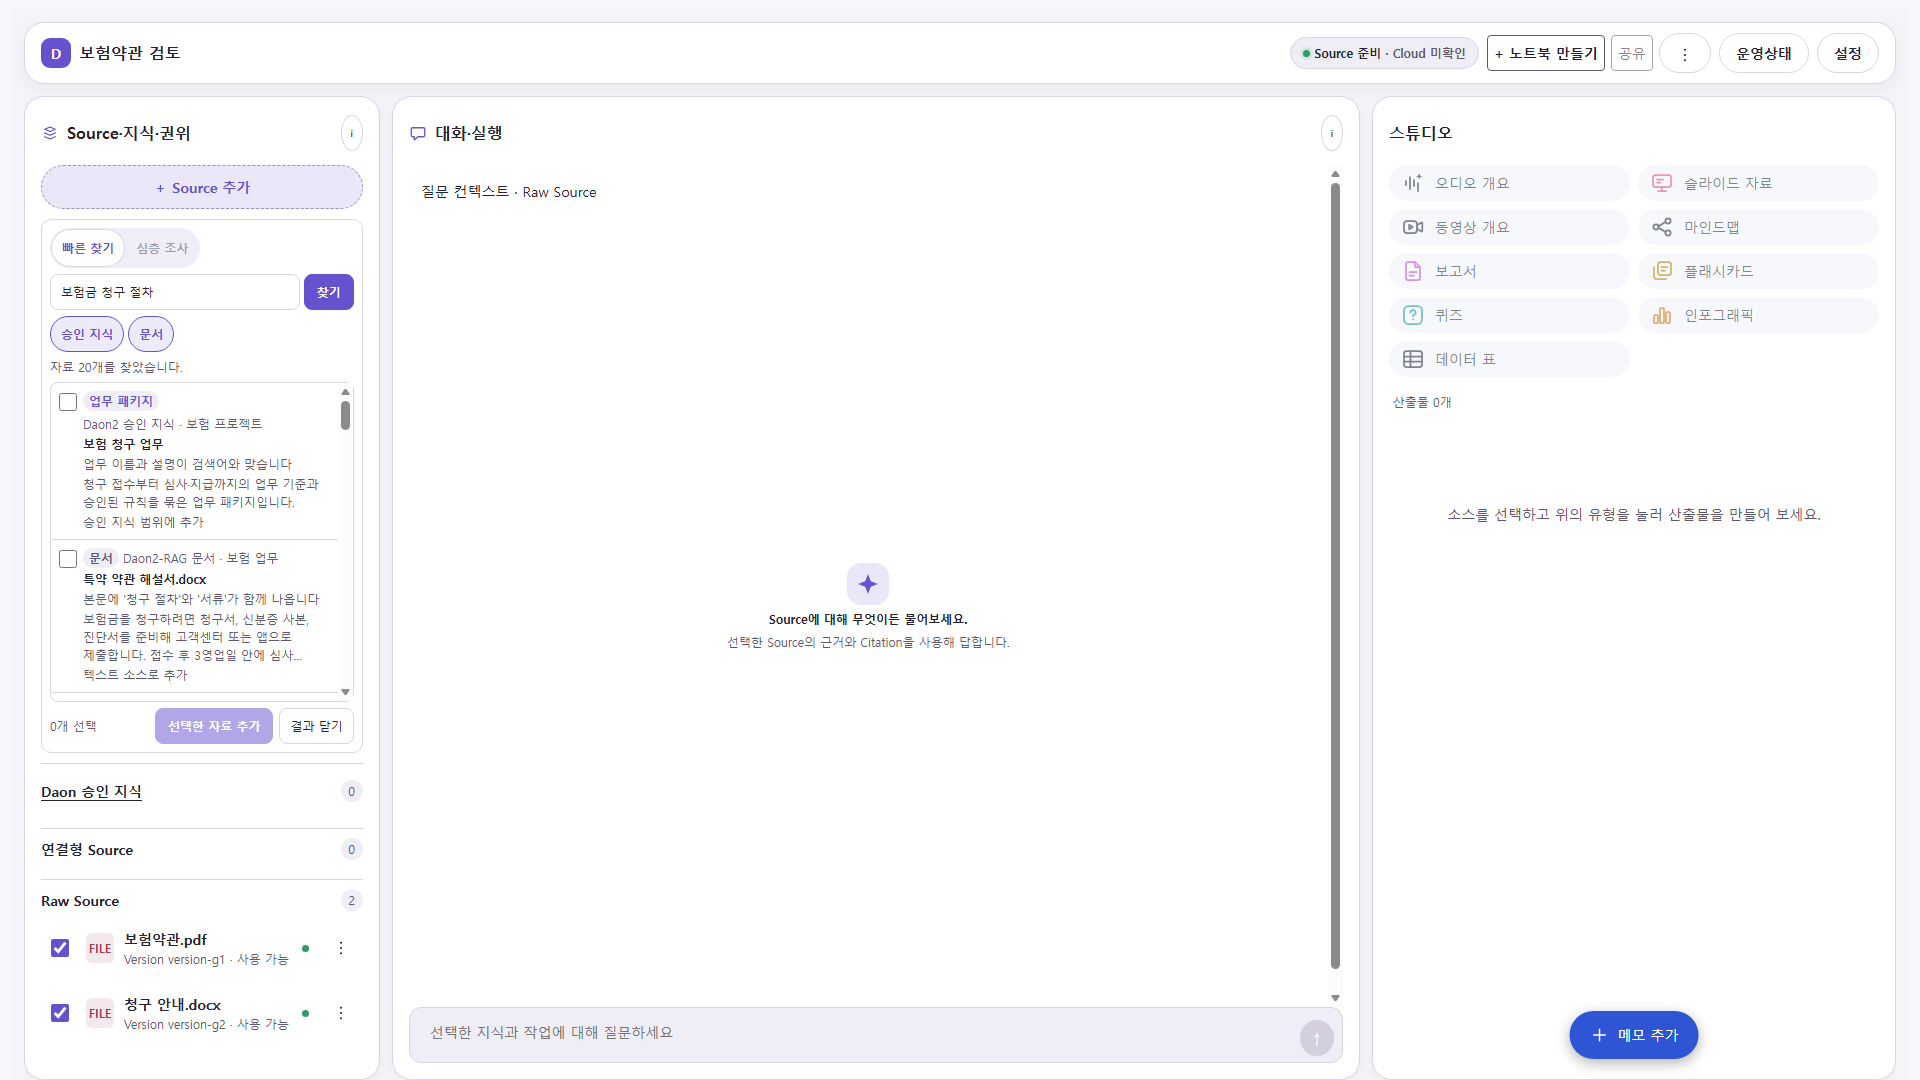 D 보험약관 검토
Source 준비 · Cloud 미확인
+ 노트북 만들기
공유
⋮
운영상태
설정
Source·지식·권위
i
+ Source 추가
빠른 찾기
심층 조사
보험금 청구 절차
찾기
승인 지식
문서
자료 20개를 찾았습니다.
업무 패키지
Daon2 승인 지식 · 보험 프로젝트
보험 청구 업무
업무 이름과 설명이 검색어와 맞습니다
청구 접수부터 심사·지급까지의 업무 기준과
승인된 규칙을 묶은 업무 패키지입니다.
승인 지식 범위에 추가
문서 Daon2-RAG 문서 · 보험 업무
특약 약관 해설서.docx
본문에 '청구 절차'와 '서류'가 함께 나옵니다
보험금을 청구하려면 청구서, 신분증 사본,
진단서를 준비해 고객센터 또는 앱으로
제출합니다. 접수 후 3영업일 안에 심사...
텍스트 소스로 추가
0개 선택
선택한 자료 추가
결과 닫기
Daon 승인 지식
0
연결형 Source
0
Raw Source
2
FILE
보험약관.pdf
Version version-g1 · 사용 가능
⋮
FILE
청구 안내.docx
Version version-g2 · 사용 가능
⋮
대화·실행
i
질문 컨텍스트 · Raw Source
Source에 대해 무엇이든 물어보세요.
선택한 Source의 근거와 Citation을 사용해 답합니다.
선택한 지식과 작업에 대해 질문하세요
↑
스튜디오
오디오 개요
슬라이드 자료
동영상 개요
마인드맵
보고서
플래시카드
퀴즈
인포그래픽
데이터 표
산출물 0개
소스를 선택하고 위의 유형을 눌러 산출물을 만들어 보세요.
+ 메모 추가